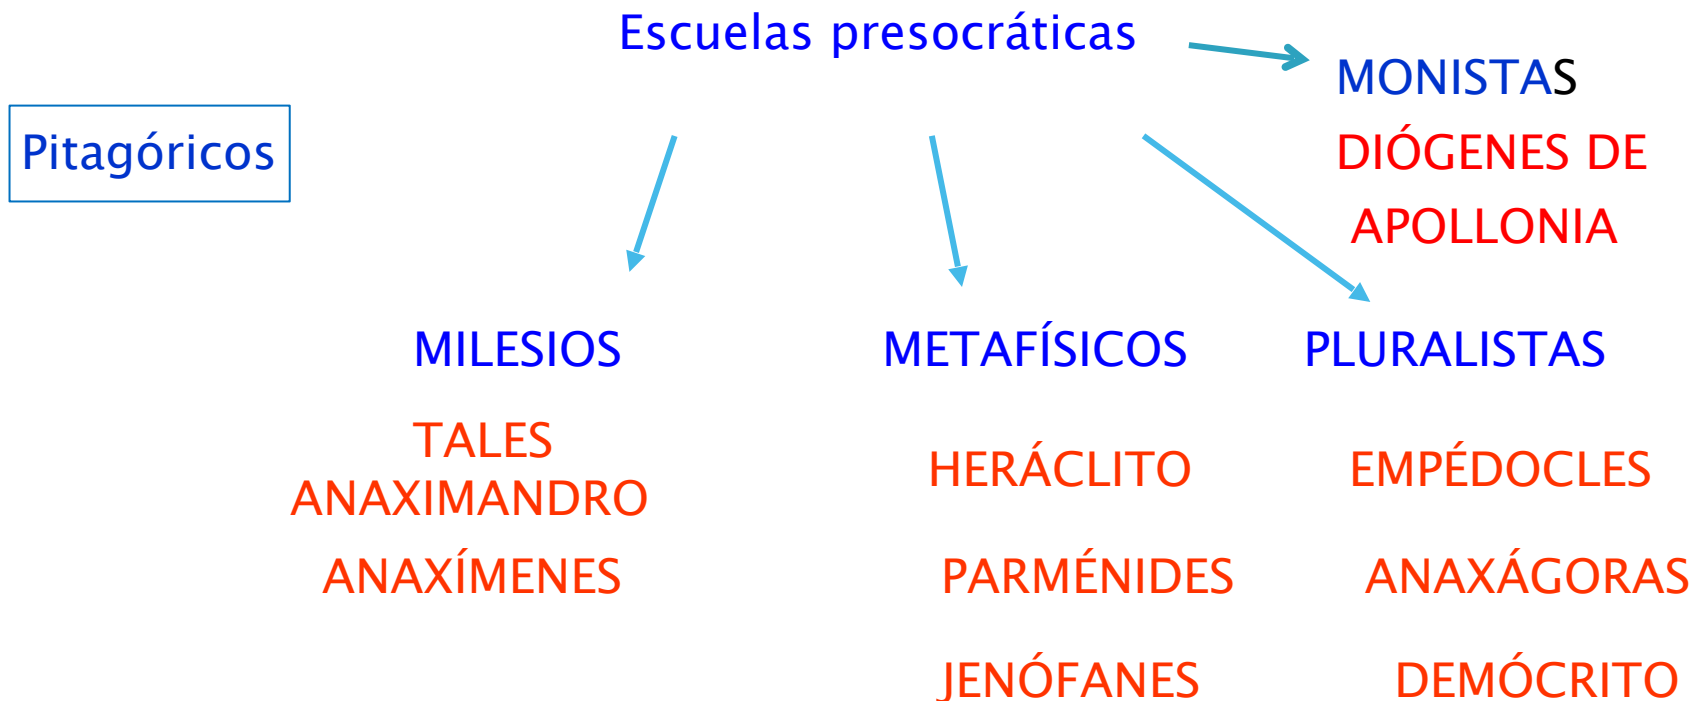 Escuelas presocráticas
MONISTAS
DIÓGENES DE
APOLLONIA
Pitagóricos
MILESIOS
METAFÍSICOS
PLURALISTAS
TALES
ANAXIMANDRO
ANAXÍMENES
HERÁCLITO
PARMÉNIDES
JENÓFANES
EMPÉDOCLES
ANAXÁGORAS
DEMÓCRITO